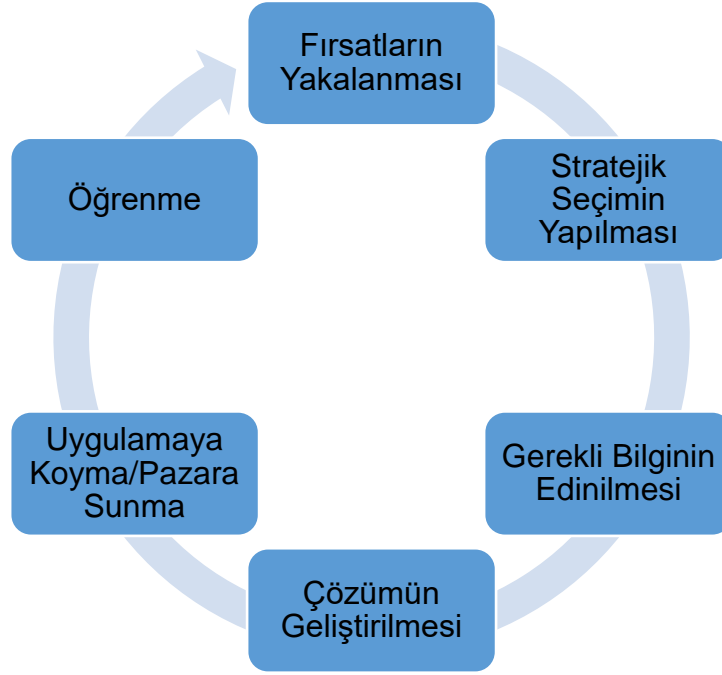 Fırsatların
Yakalanması
Stratejik
Seçimin
Yapılması
Gerekli Bilginin
Edinilmesi
Çözümün
Geliştirilmesi
Uygulamaya
Koyma/Pazara
Sunma
Öğrenme